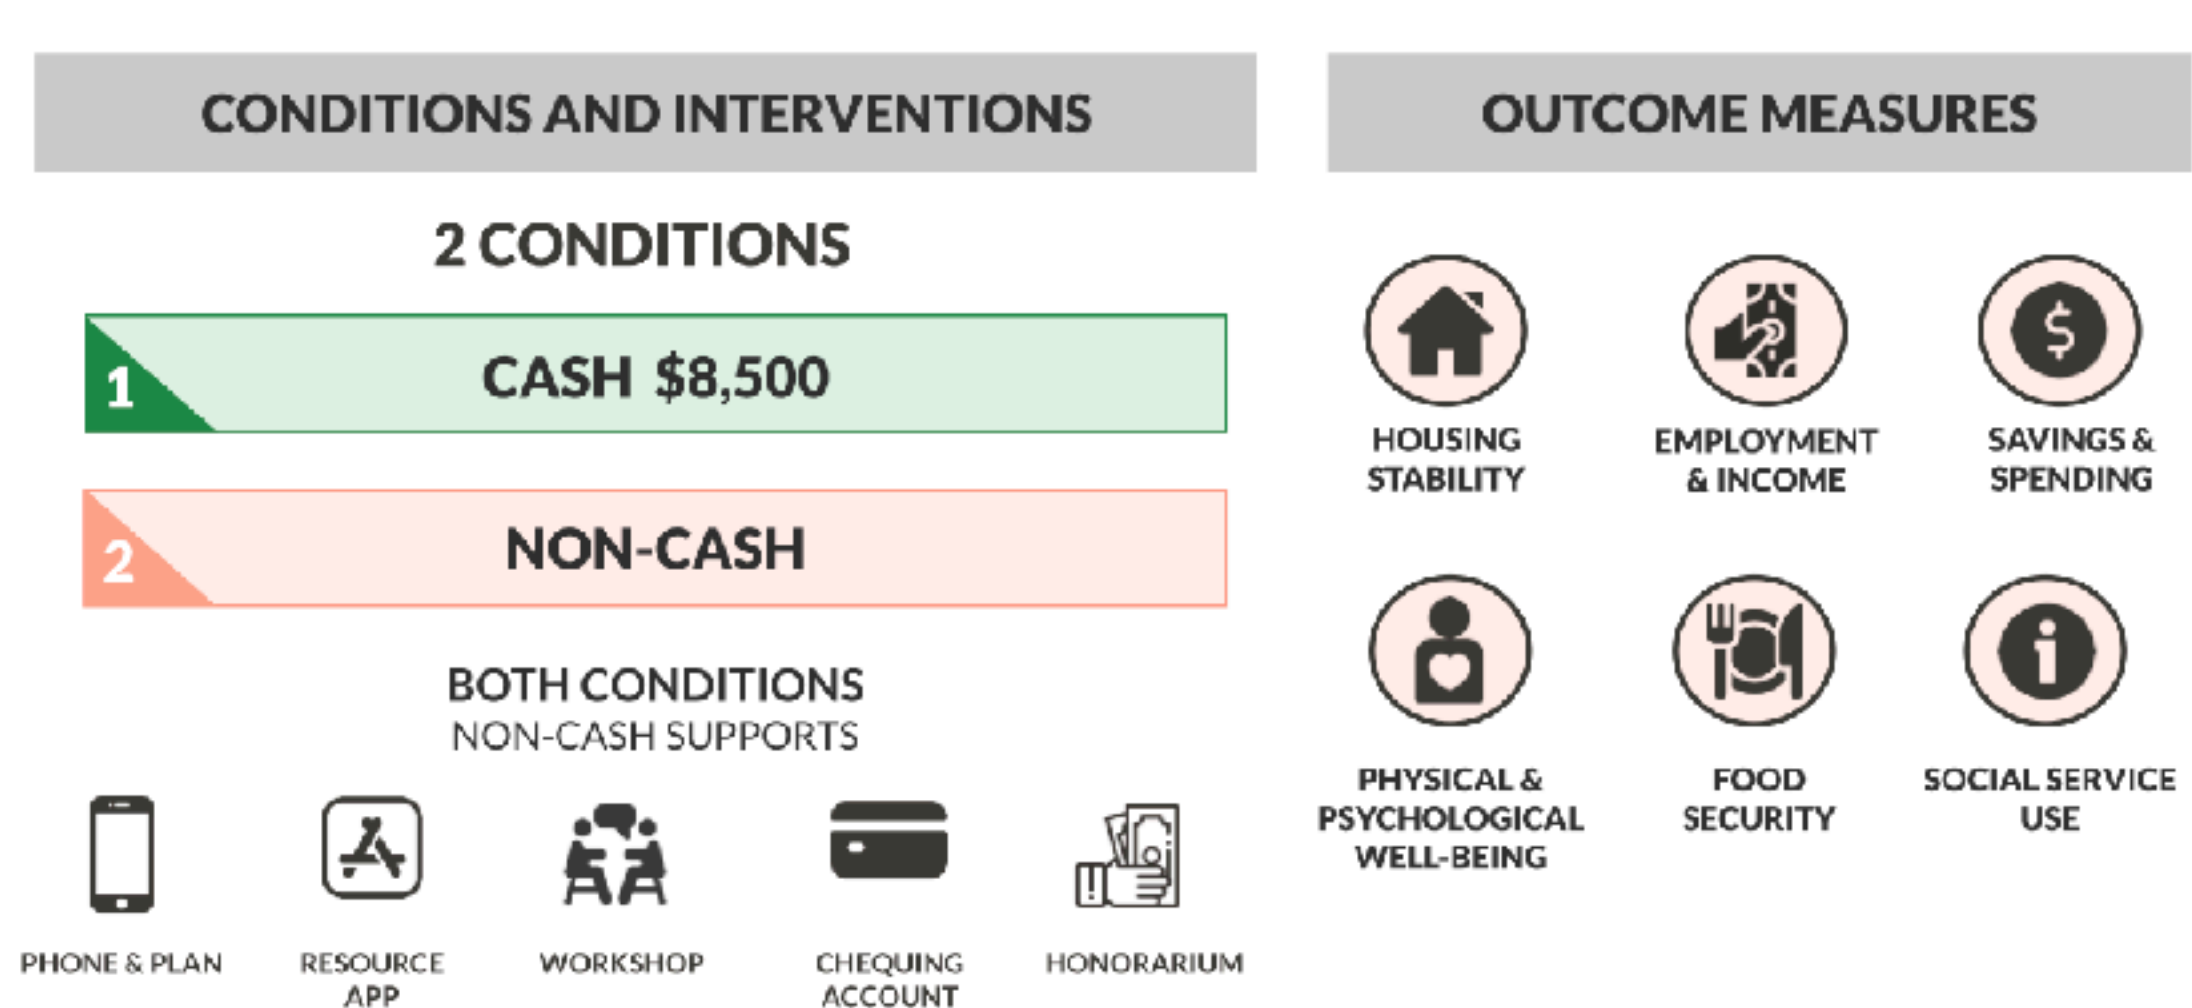 CONDITIONS AND INTERVENTIONS
2 CONDITIONS
1
CASH $8,500
2
NON-CASH
BOTH CONDITIONS
NON-CASH SUPPORTS
PHONE & PLAN
RESOURCE
APP
WORKSHOP
CHEQUING
ACCOUNT
HONORARIUM
OUTCOME MEASURES
$
HOUSING
STABILITY
EMPLOYMENT
& INCOME
SAVINGS &
SPENDING
i
PHYSICAL &
PSYCHOLOGICAL
WELL-BEING
FOOD
SECURITY
SOCIAL SERVICE
USE